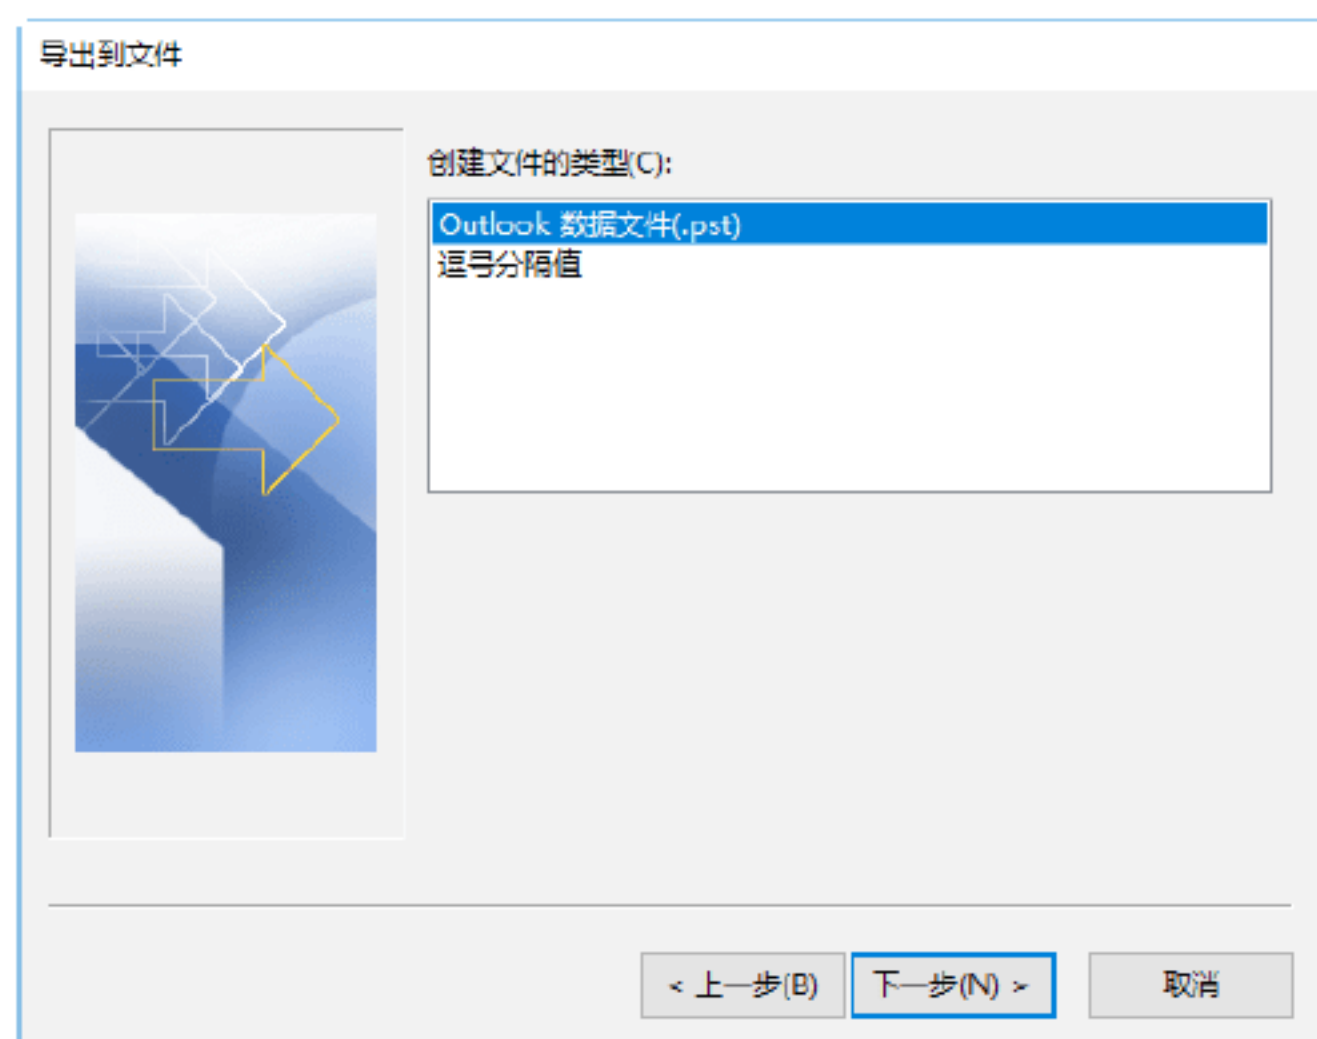 导出到文件
创建文件的类型(C):
Outlook 数据文件(.pst)
逗号分隔值
< 上一步(B)
下一步(N) >
取消